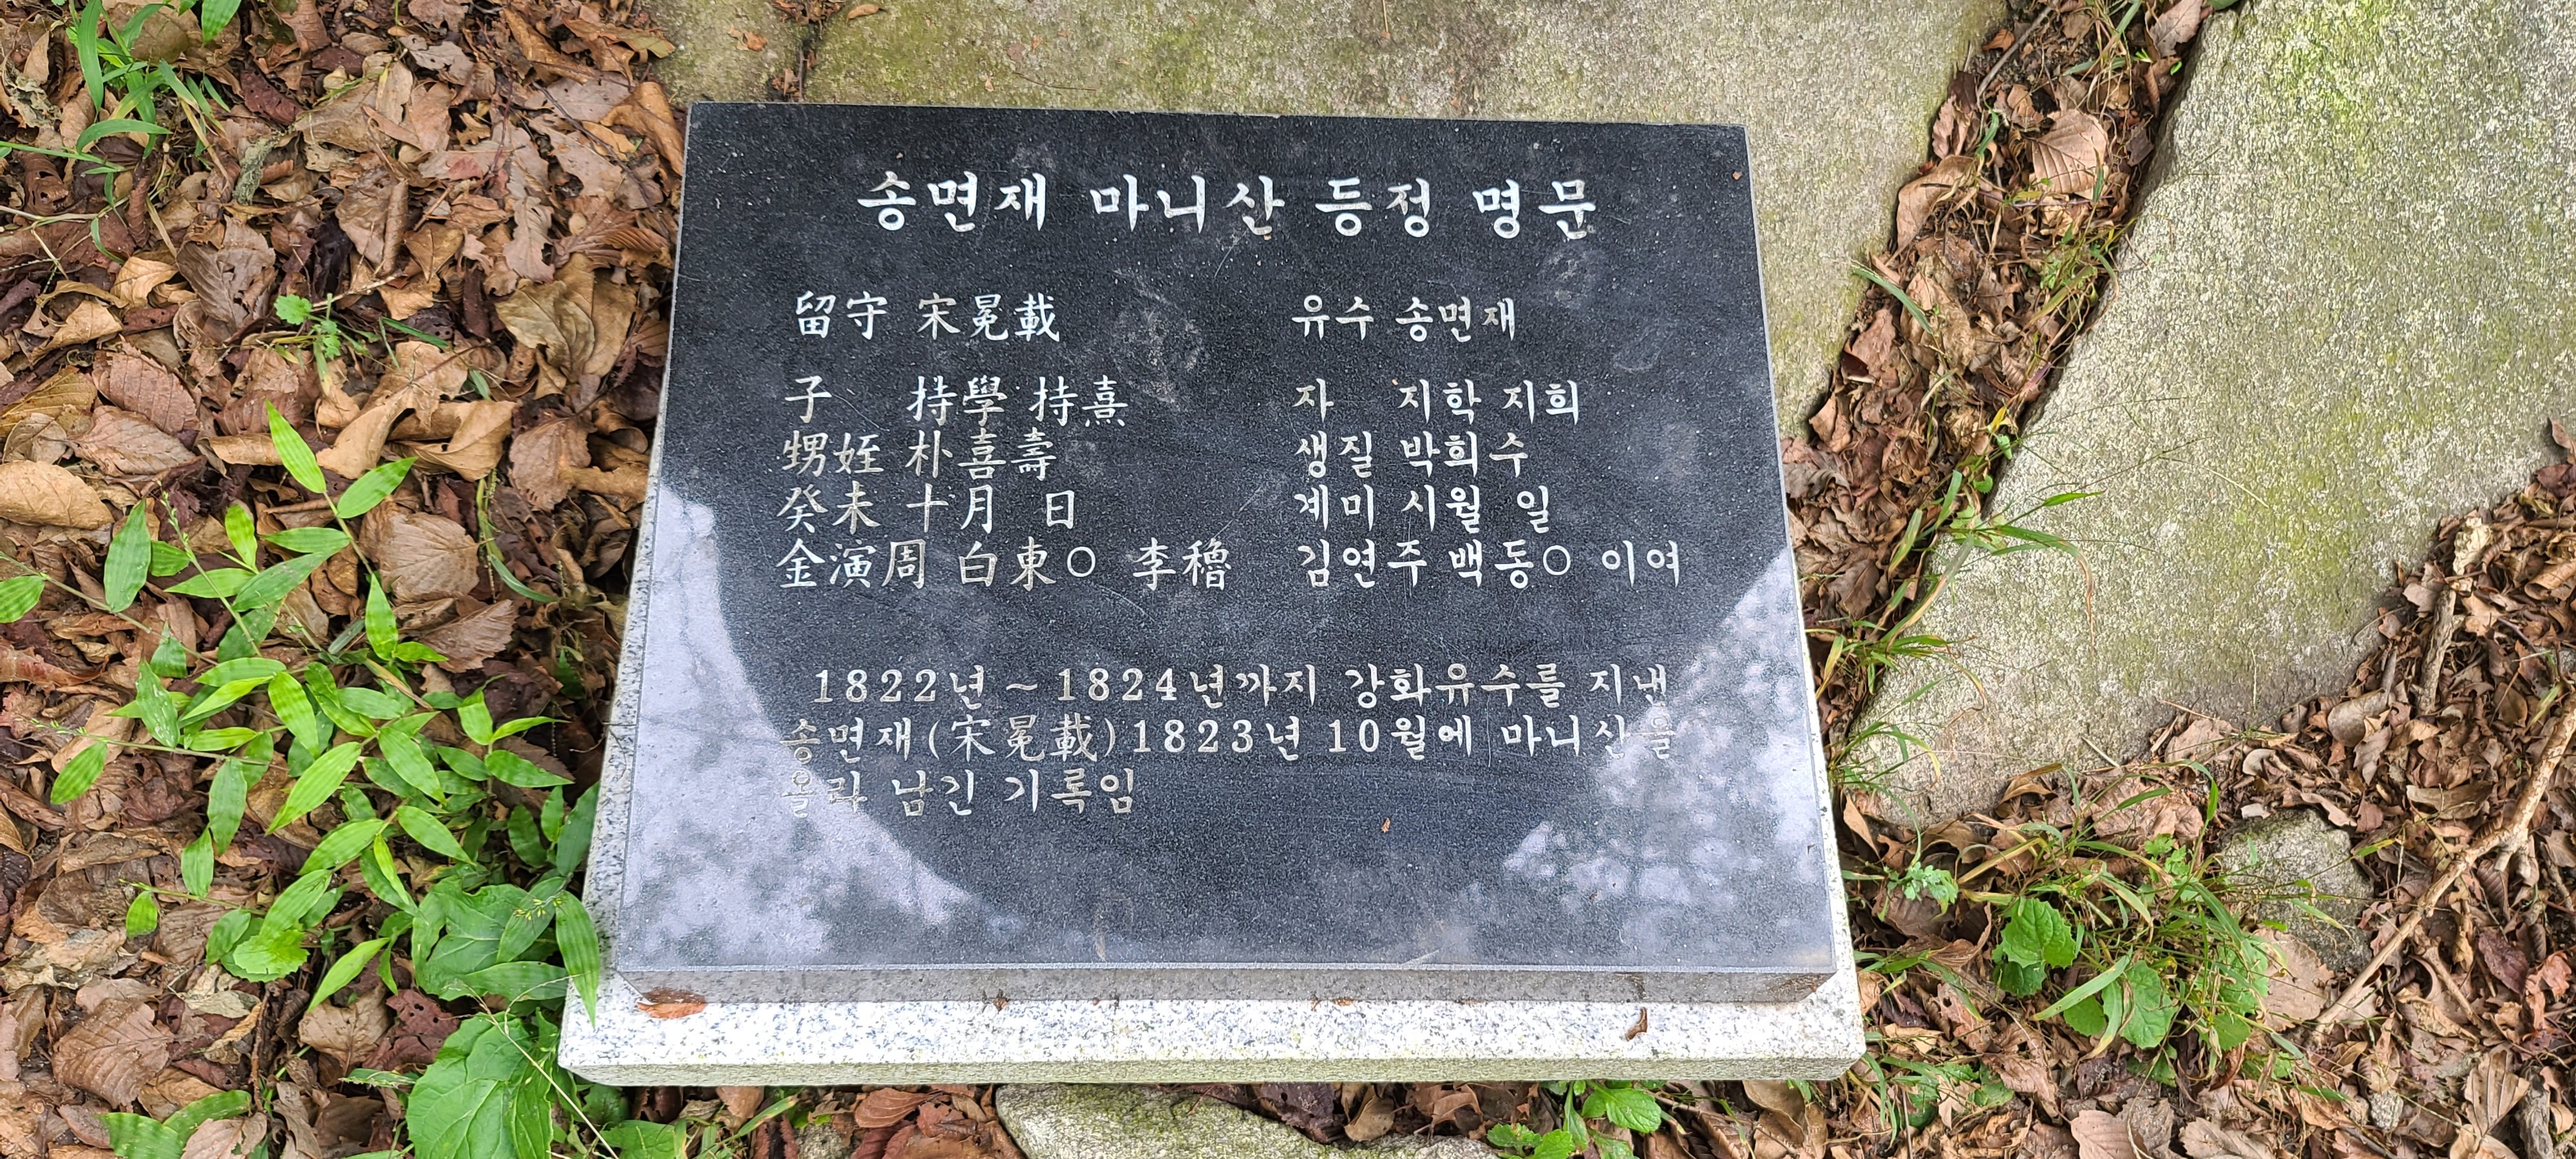 송면재 마니산 등정 명문
留守 宋冕載 유수 송면재
子 持學 持熹 자 지학 지희
甥姪 朴喜壽 생질 박희수
癸未 十月 日 계미 시월 일
金演周 白東○ 李穞 김연주 백동○ 이여
1822년~1824년까지 강화유수를 지낸
송면재(宋冕載)1823년 10월에 마니산을
올라 남긴 기록임